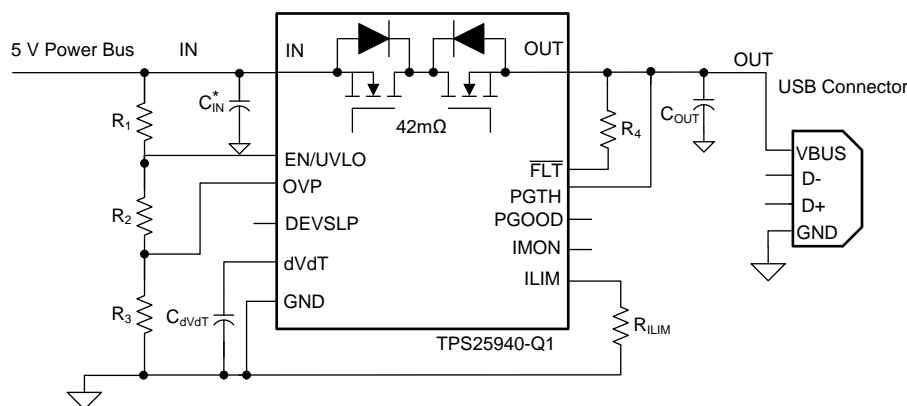 5 V Power Bus
IN
IN
OUT
OUT
USB Connector
C*IN
R1
42mΩ
R4
COUT
EN/UVLO
FLT
VBUS
OVP
PGTH
D-
R2
DEVSLP
PGOOD
D+
IMON
GND
dVdT
ILIM
R3
CdVdT
GND
RILIM
TPS25940-Q1